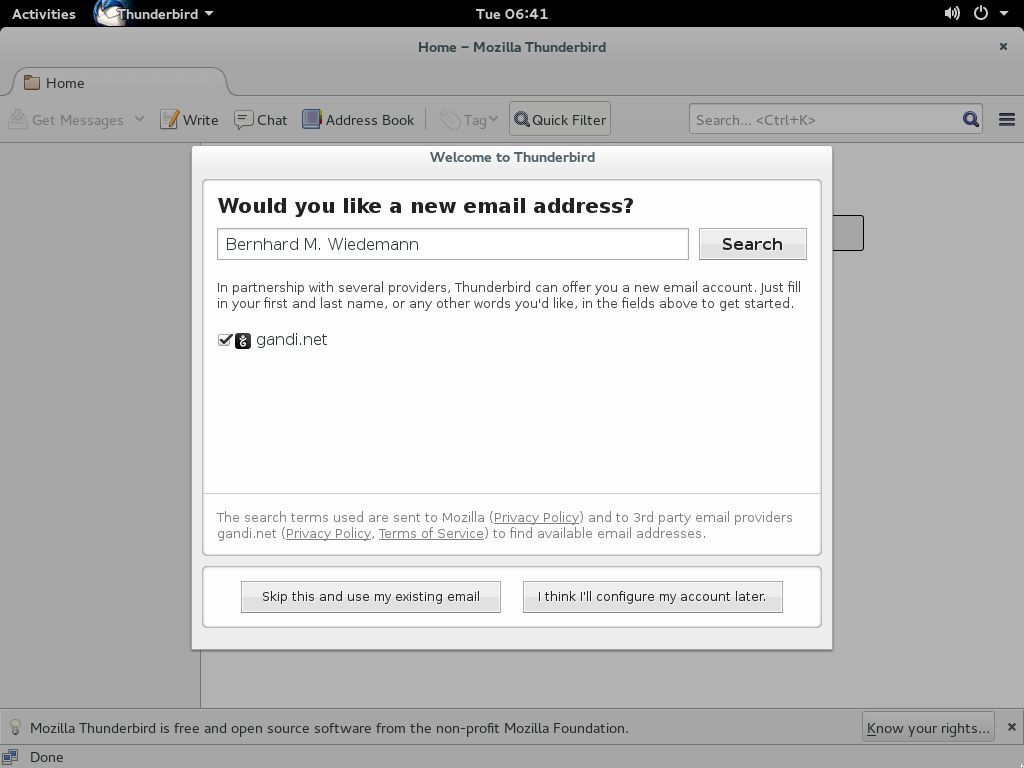 Activities Thunderbird Tue 06:41
Home – Mozilla Thunderbird
Home
Get Messages Write Chat Address Book Tag Quick Filter Search... <Ctrl+K>
Welcome to Thunderbird
Would you like a new email address?
Bernhard M. Wiedemann Search
In partnership with several providers, Thunderbird can offer you a new email account. Just fill
in your first and last name, or any other words you'd like, in the fields above to get started.
gandi.net
The search terms used are sent to Mozilla (Privacy Policy) and to 3rd party email providers
gandi.net (Privacy Policy, Terms of Service) to find available email addresses.
Skip this and use my existing email I think I'll configure my account later.
Mozilla Thunderbird is free and open source software from the non-profit Mozilla Foundation. Know your rights...
Done